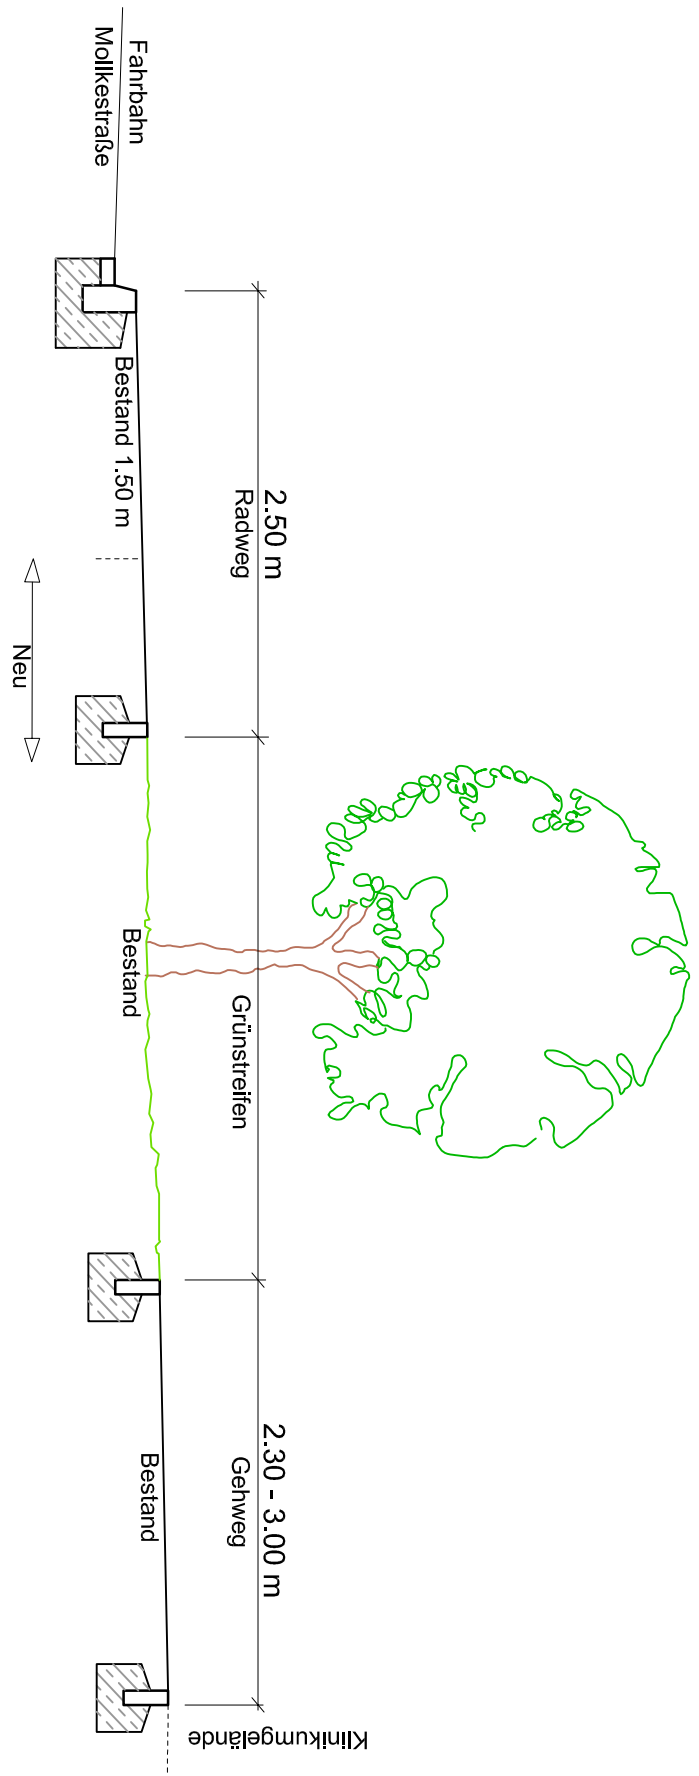 Fahrbahn
Mollkestraße
Bestand 1.50 m
Neu
2.50 m
Radweg
Bestand
Grünstreifen
2.30 - 3.00 m
Gehweg
Bestand
Klinikumgelände